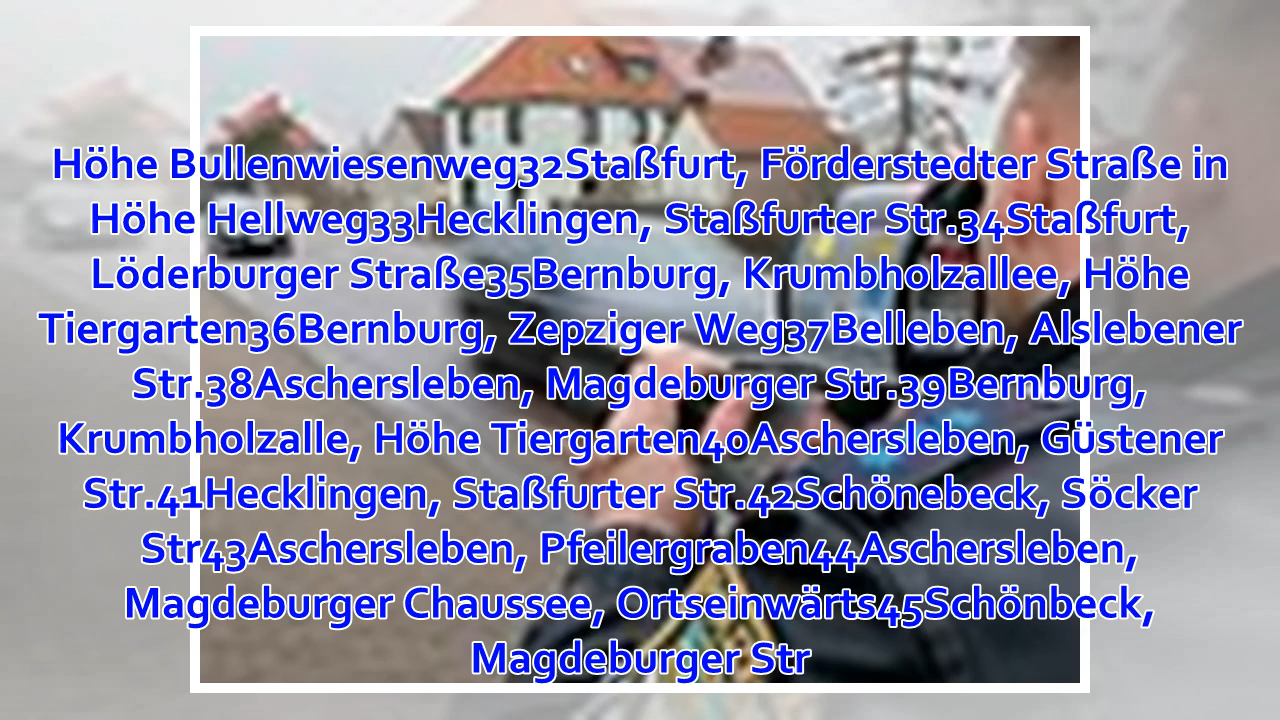 Höhe Bullenwiesenweg32Staßfurt, Förderstedter Straße in
Höhe Hellweg33Hecklingen, Staßfurter Str.34Staßfurt,
Löderburger Straße35Bernburg, Krumbholzallee, Höhe
Tiergarten36Bernburg, Zepziger Weg37Belleben, Alslebener
Str.38Aschersleben, Magdeburger Str.39Bernburg,
Krumbholzalle, Höhe Tiergarten40Aschersleben, Güstener
Str.41Hecklingen, Staßfurter Str.42Schönebeck, Söcker
Str43Aschersleben, Pfeilergraben44Aschersleben,
Magdeburger Chaussee, Ortseinwärts45Schönbeck,
Magdeburger Str